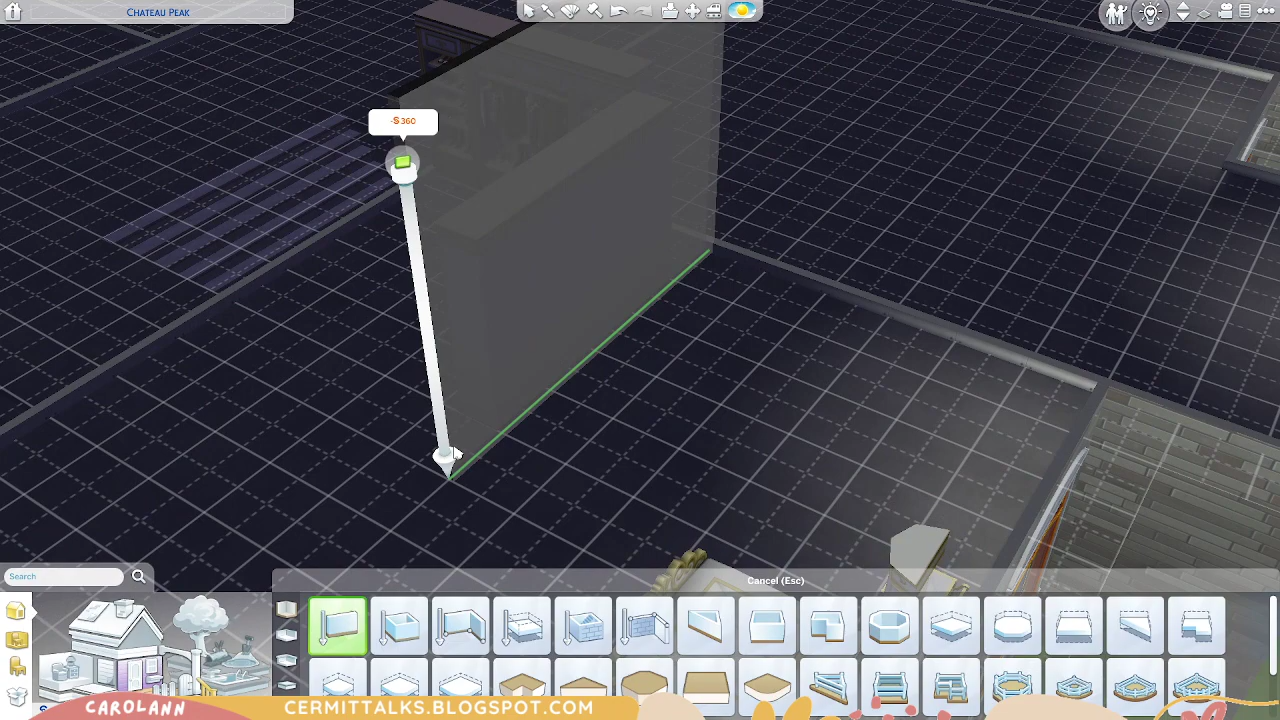 CHATEAU PEAK
-§360
Search
Cancel (Esc)
CAROLANN
CERMITTALKS.BLOGSPOT.COM